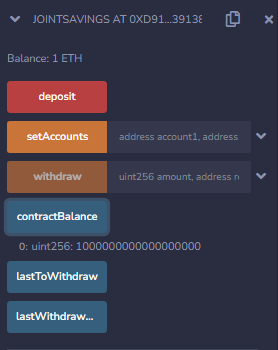 JOINTSAVINGS AT 0XD91...39138
Balance: 1 ETH
deposit
setAccounts address account1, address
withdraw uint256 amount, address r
contractBalance
0: uint256: 1000000000000000000
lastToWithdraw
lastWithdraw...